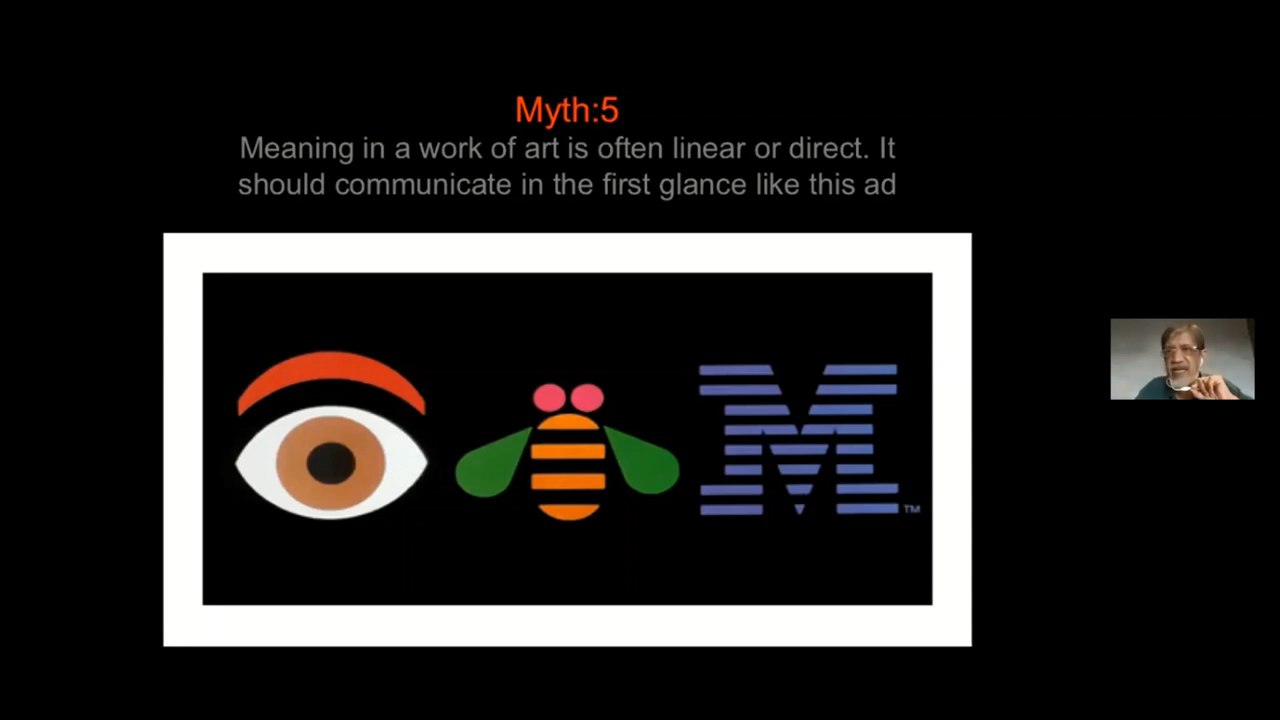 Myth:5
Meaning in a work of art is often linear or direct. It
should communicate in the first glance like this ad
M
TM